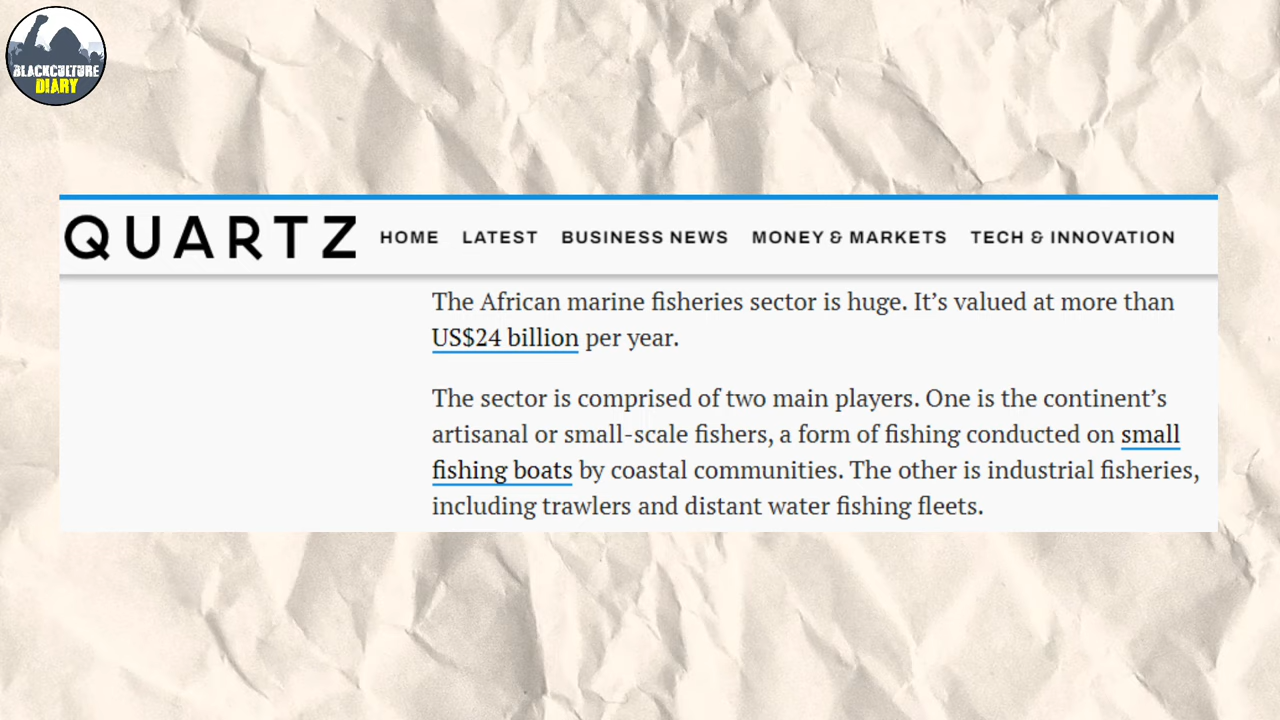 BLACKCULTURE
DIARY
QUARTZ HOME LATEST BUSINESS NEWS MONEY & MARKETS TECH & INNOVATION
The African marine fisheries sector is huge. It’s valued at more than
US$24 billion per year.
The sector is comprised of two main players. One is the continent’s
artisanal or small-scale fishers, a form of fishing conducted on small
fishing boats by coastal communities. The other is industrial fisheries,
including trawlers and distant water fishing fleets.